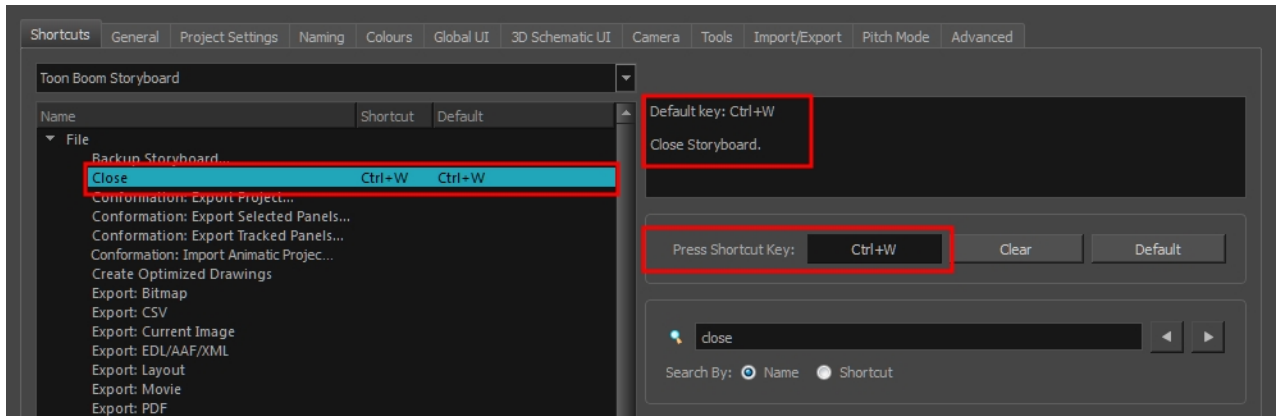 Shortcuts General Project Settings Naming Colours Global UI 3D Schematic UI Camera Tools Import/Export Pitch Mode Advanced
Toon Boom Storyboard
Name Shortcut Default
File
Backup Storyboard...
Close Ctrl+W Ctrl+W
Conformation: Export Project...
Conformation: Export Selected Panels...
Conformation: Export Tracked Panels...
Conformation: Import Animatic Projec...
Create Optimized Drawings
Export: Bitmap
Export: CSV
Export: Current Image
Export: EDL/AAF/XML
Export: Layout
Export: Movie
Export: PDF
Default key: Ctrl+W
Close Storyboard.
Press Shortcut Key: Ctrl+W Clear Default
close
Search By: Name Shortcut